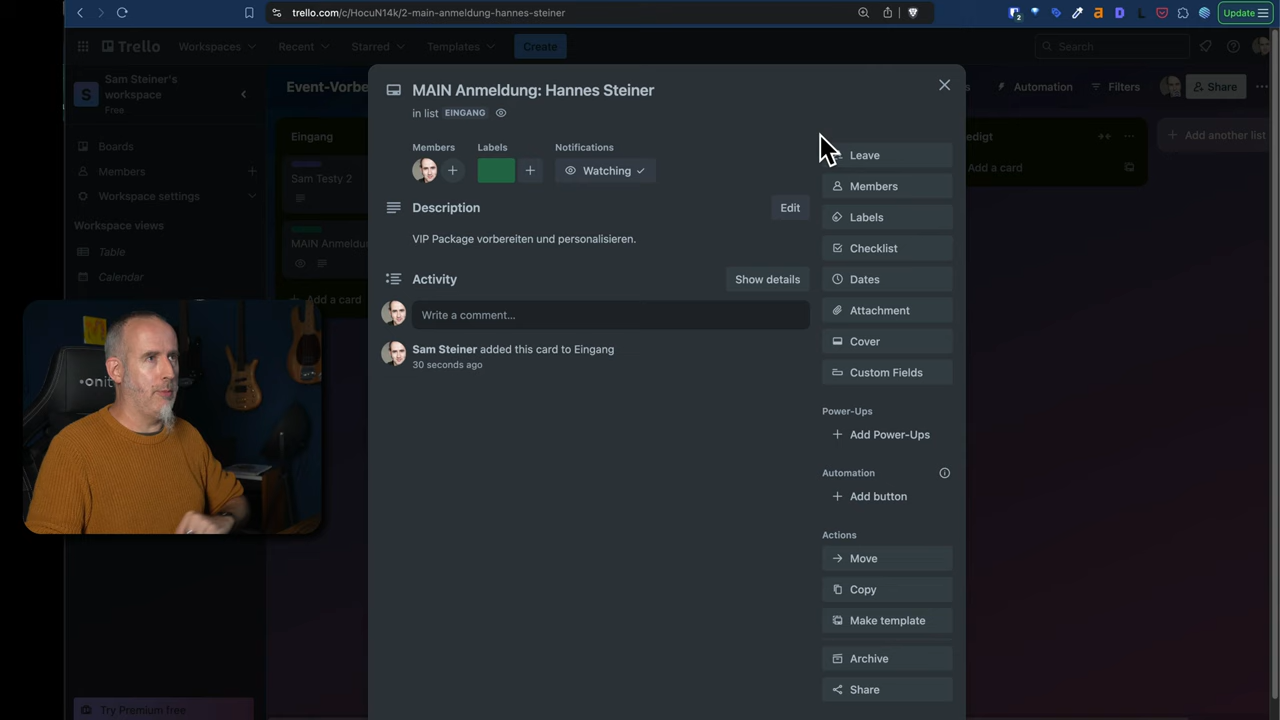 trello.com/c/HocuN14k/2-main-anmeldung-hannes-steiner
2
a
D
L
Update
Trello
Workspaces
Recent
Starred
Templates
Create
Search
S
Sam Steiner's
workspace
Free
Event-Vorbe
Automation
Filters
Share
Boards
Members
Workspace settings
Workspace views
Table
Calendar
Try Premium free
Eingang
Sam Testy 2
MAIN Anmeldun
Add a card
edigt
Add another list
MAIN Anmeldung: Hannes Steiner
in list EINGANG
Members
Labels
Notifications
Watching
Description
Edit
VIP Package vorbereiten und personalisieren.
Activity
Show details
Write a comment…
Sam Steiner added this card to Eingang
30 seconds ago
Leave
Members
Labels
Checklist
Dates
Attachment
Cover
Custom Fields
Power-Ups
Add Power-Ups
Automation
Add button
Actions
Move
Copy
Make template
Archive
Share
onit